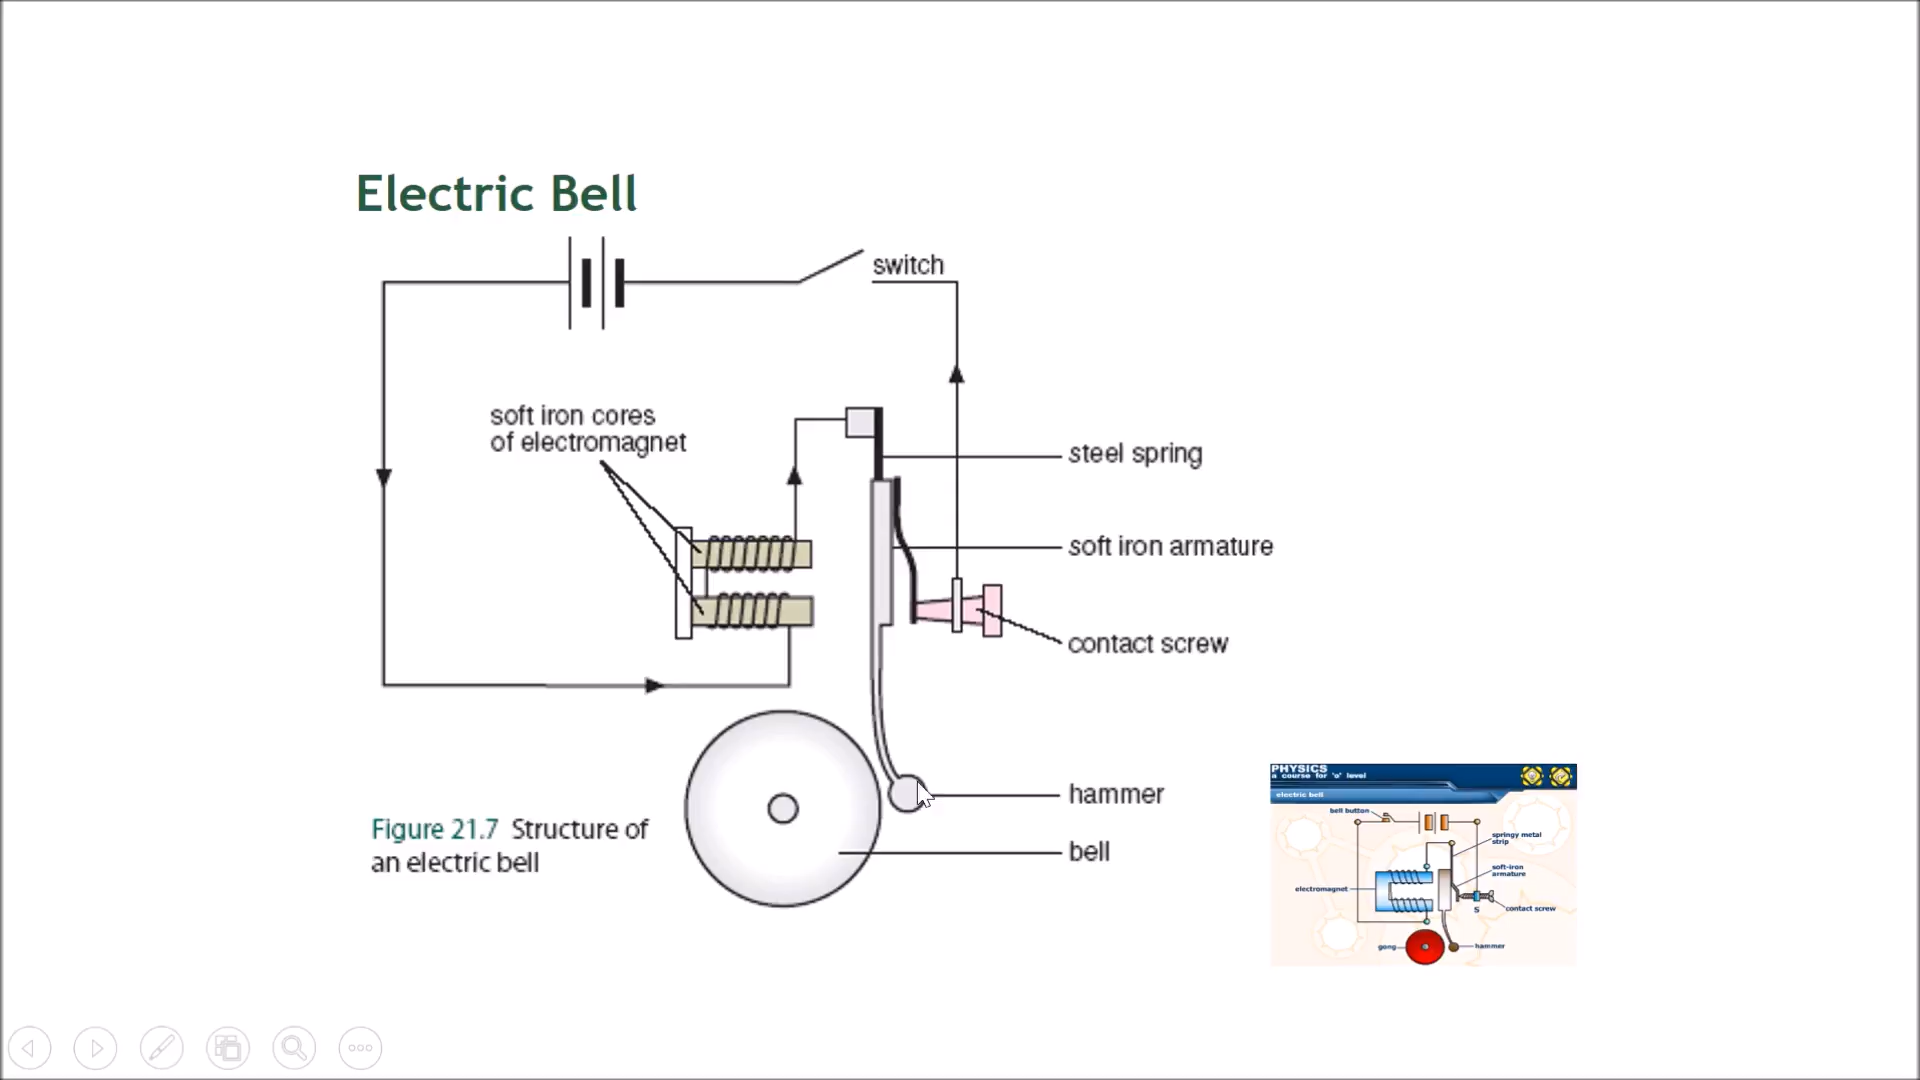 Electric Bell
switch
soft iron cores
of electromagnet
steel spring
soft iron armature
contact screw
hammer
bell
Figure 21.7 Structure of
an electric bell
PHYSICS
a course for 'o' level
electric bell
bell button
springy metal
strip
soft-iron
armature
electromagnet
contact screw
S
gong
hammer